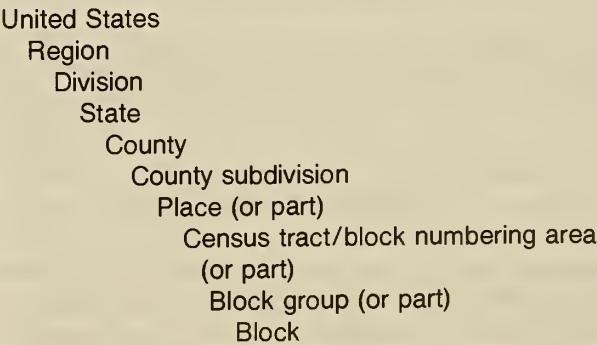 United States
Region
Division
State
County
County subdivision
Place (or part)
Census tract/block numbering area
(or part)
Block group (or part)
Block